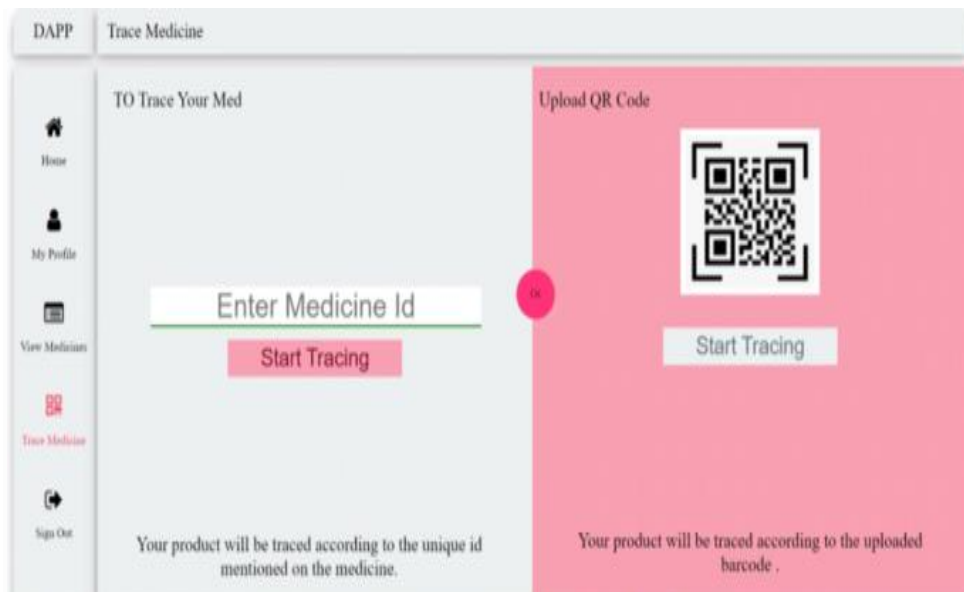 DAPP
Trace Medicine
Home
My Profile
View Medicines
Trace Medicine
Sign Out
TO Trace Your Med
Enter Medicine Id
Start Tracing
Your product will be traced according to the unique id
mentioned on the medicine.
Or
Upload QR Code
Start Tracing
Your product will be traced according to the uploaded
barcode .